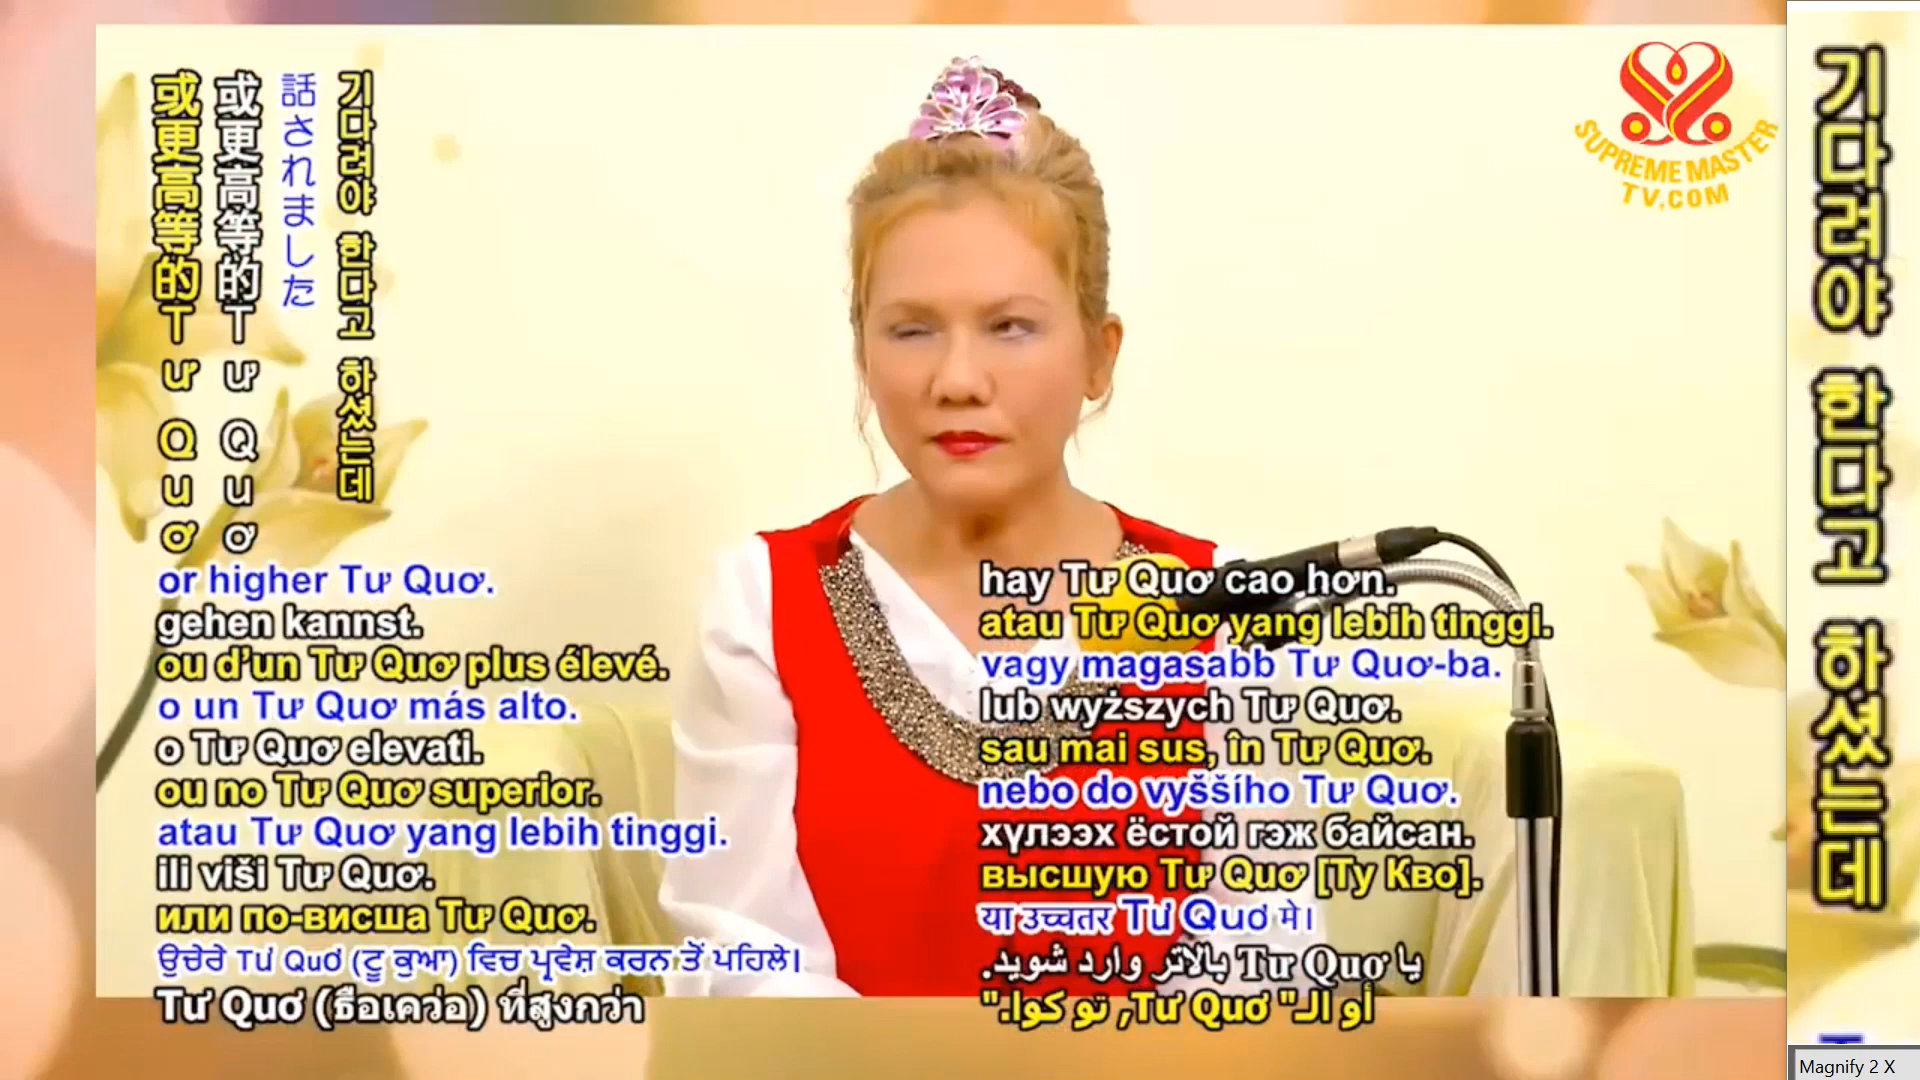 或更高等的Tư Quơ
或更高等的Tư Quơ
話されました
기다려야 한다고 하셨는데
SUPREME MASTER
TV.COM
or higher Tư Quơ.
gehen kannst.
ou d’un Tư Quơ plus élevé.
o un Tư Quơ más alto.
o Tư Quơ elevati.
ou no Tư Quơ superior.
atau Tư Quơ yang lebih tinggi.
ili viši Tư Quơ.
или по-висша Tư Quơ.
ਉਚੇਰੇ Tư Quơ (ਟੂ ਕੁਆ) ਵਿਚ ਪ੍ਰਵੇਸ਼ ਕਰਨ ਤੋਂ ਪਹਿਲੇ।
Tư Quơ (ธือเคว่อ) ที่สูงกว่า
hay Tư Quơ cao hơn.
atau Tư Quơ yang lebih tinggi.
vagy magasabb Tư Quơ-ba.
lub wyższych Tư Quơ.
sau mai sus, în Tư Quơ.
nebo do vyššího Tư Quơ.
хүлээх ёстой гэж байсан.
высшую Tư Quơ [Ту Кво].
या उच्चतर Tư Quơ मे।
یا Tư Quơ بالاتر وارد شوید.
أو الـ" Tư Quơ, تو كوا".
기다려야 한다고 하셨는데
Magnify 2 X